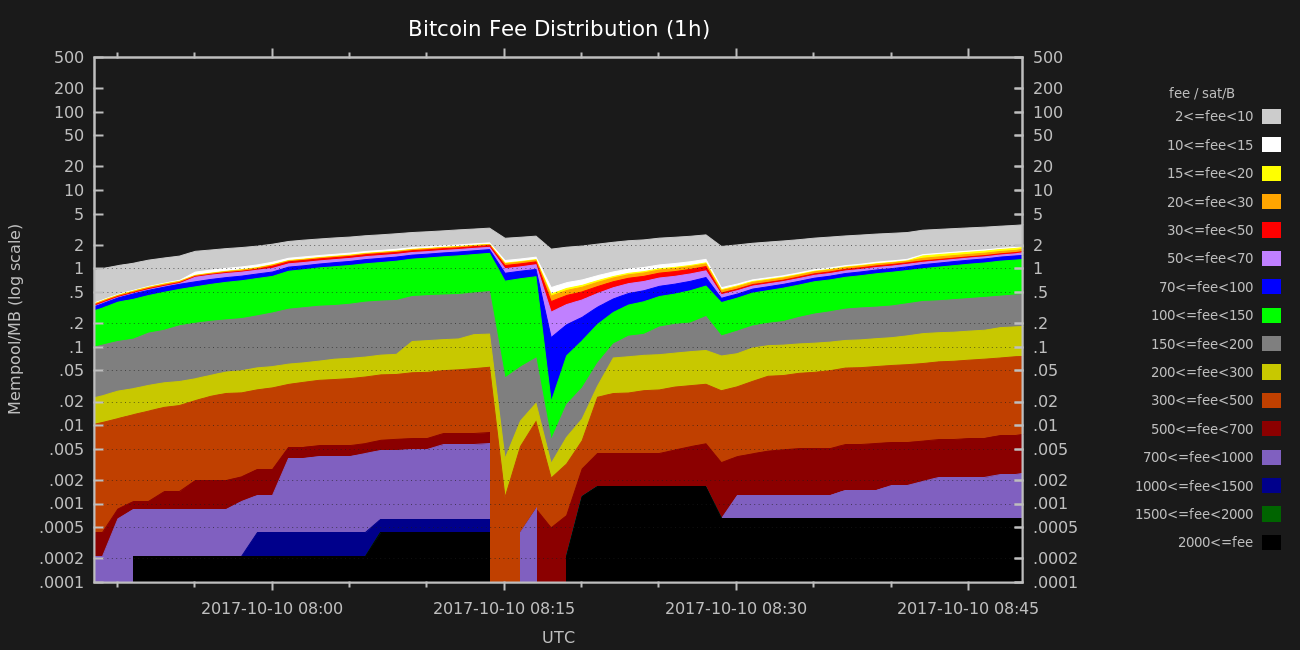 Bitcoin Fee Distribution (1h)
500 500
200 200
100 100
50 50
20 20
10 10
5 5
2 2
1 1
.5 .5
.2 .2
.1 .1
.05 .05
.02 .02
.01 .01
.005 .005
.002 .002
.001 .001
.0005 .0005
.0002 .0002
.0001 .0001
Mempool/MB (log scale)
2017-10-10 08:00 2017-10-10 08:15 2017-10-10 08:30 2017-10-10 08:45
UTC
fee / sat/B
2<=fee<10
10<=fee<15
15<=fee<20
20<=fee<30
30<=fee<50
50<=fee<70
70<=fee<100
100<=fee<150
150<=fee<200
200<=fee<300
300<=fee<500
500<=fee<700
700<=fee<1000
1000<=fee<1500
1500<=fee<2000
2000<=fee